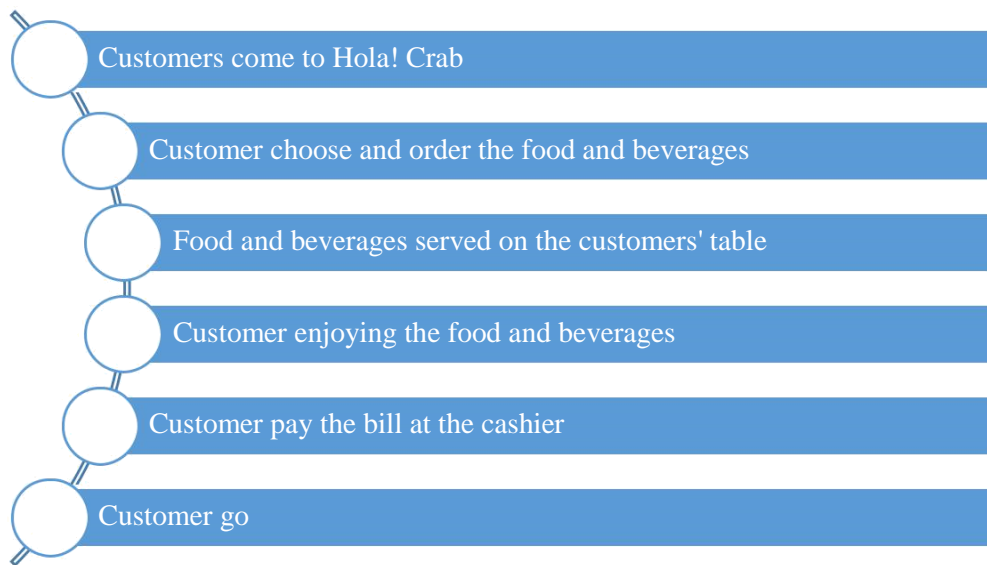 Customers come to Hola! Crab
Customer choose and order the food and beverages
Food and beverages served on the customers' table
Customer enjoying the food and beverages
Customer pay the bill at the cashier
Customer go